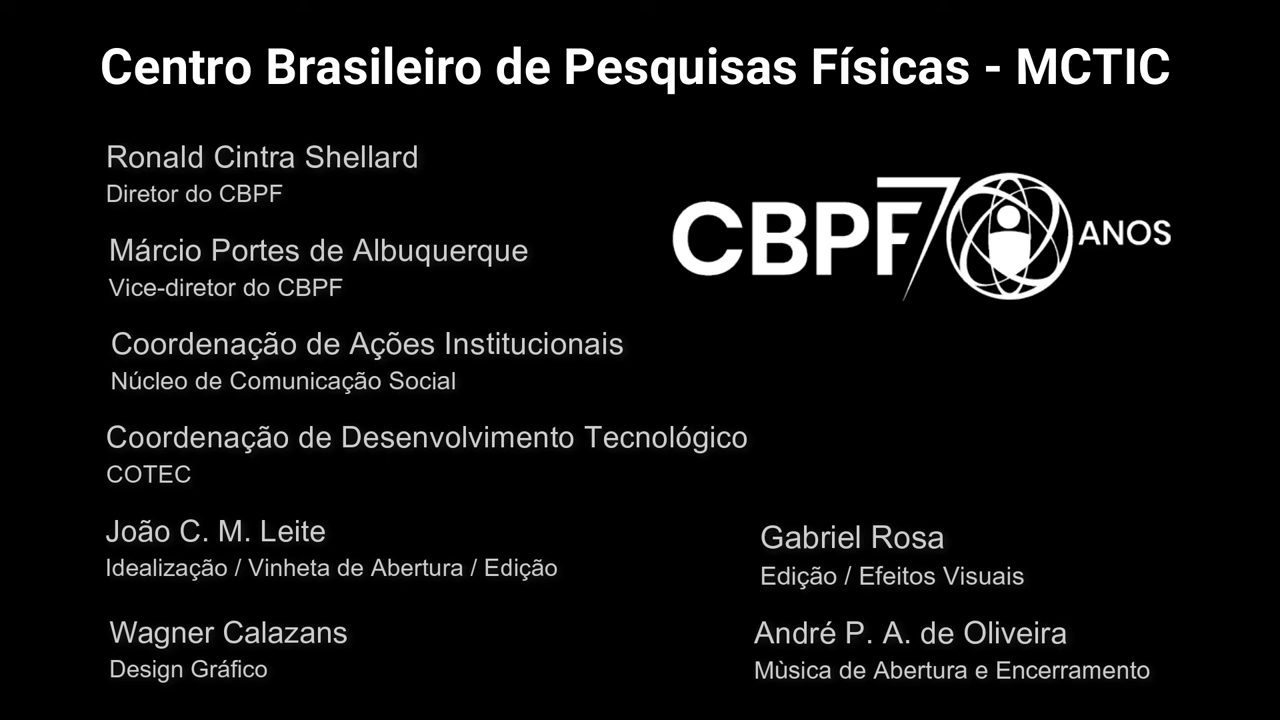 Centro Brasileiro de Pesquisas Físicas - MCTIC
Ronald Cintra Shellard
Diretor do CBPF
CBPF 70 ANOS
Márcio Portes de Albuquerque
Vice-diretor do CBPF
Coordenação de Ações Institucionais
Núcleo de Comunicação Social
Coordenação de Desenvolvimento Tecnológico
COTEC
João C. M. Leite
Idealização / Vinheta de Abertura / Edição
Gabriel Rosa
Edição / Efeitos Visuais
Wagner Calazans
Design Gráfico
André P. A. de Oliveira
Mùsica de Abertura e Encerramento